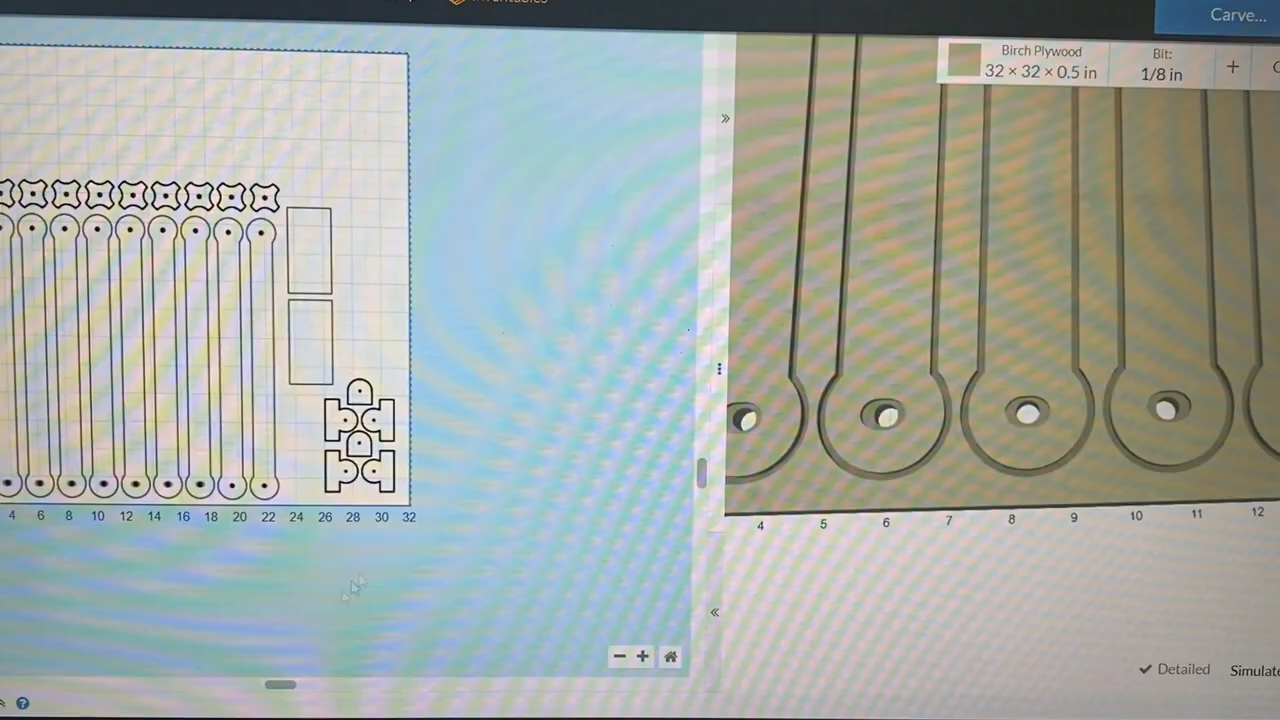 Inventables
Carve...
Birch Plywood
32 × 32 × 0.5 in
Bit:
1/8 in
+
4 6 8 10 12 14 16 18 20 22 24 26 28 30 32
4 5 6 7 8 9 10 11 12
Detailed
Simulate
?